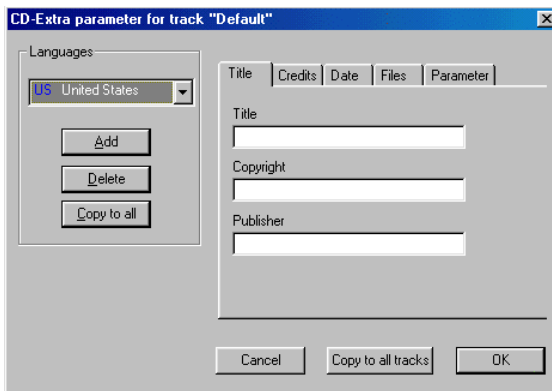 CD-Extra parameter for track "Default"
Languages
US United States
Add
Delete
Copy to all
Title Credits Date Files Parameter
Title
Copyright
Publisher
Cancel Copy to all tracks OK